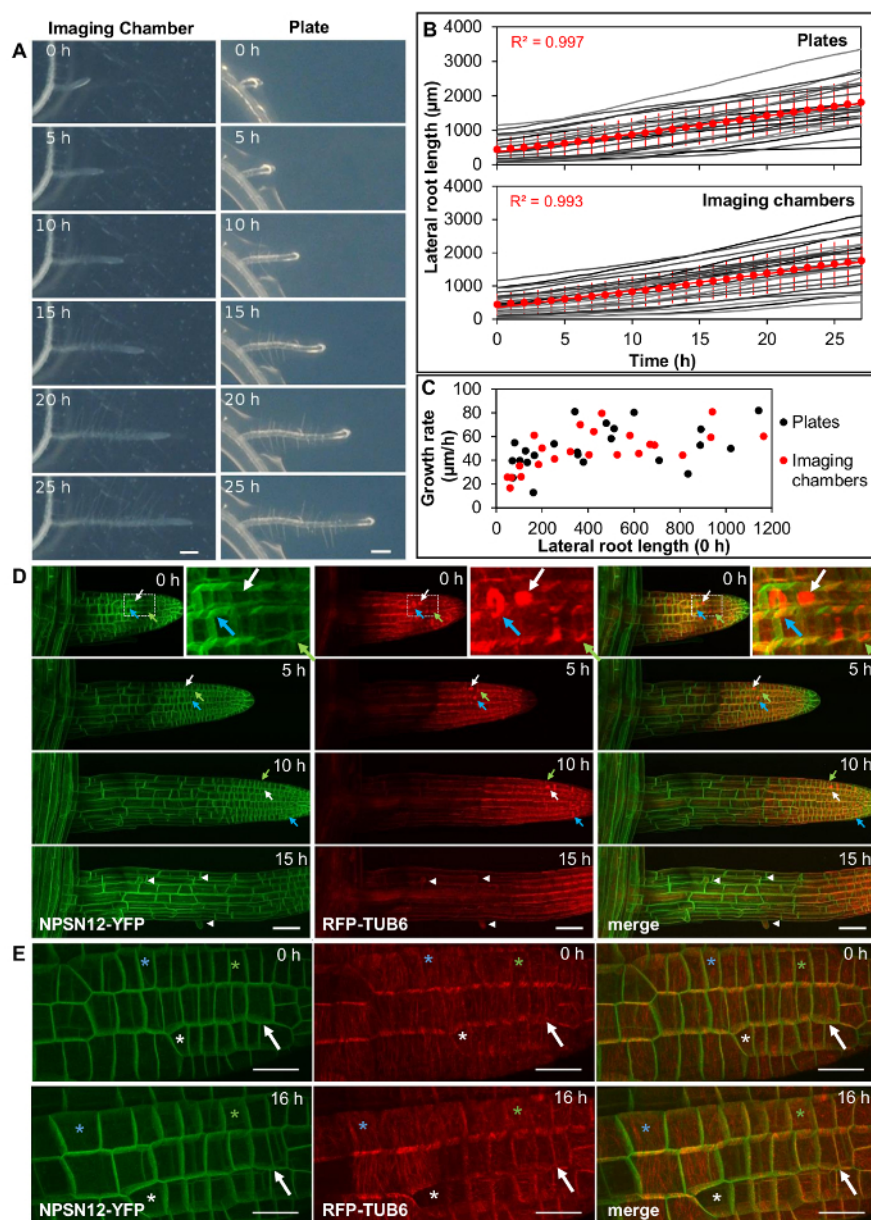 Imaging Chamber Plate
A
0 h 0 h
5 h 5 h
10 h 10 h
15 h 15 h
20 h 20 h
25 h 25 h
B
4000
R² = 0.997 Plates
3000
2000
1000
0
4000
R² = 0.993 Imaging chambers
3000
2000
1000
0
Lateral root length (µm)
0 5 10 15 20 25
Time (h)
C
100
80
60
40
20
0
Growth rate
(µm/h)
0 200 400 600 800 1000 1200
Lateral root length (0 h)
Plates
Imaging
chambers
D
0 h 0 h 0 h
5 h 5 h 5 h
10 h 10 h 10 h
15 h 15 h 15 h
NPSN12-YFP RFP-TUB6 merge
E
0 h 0 h 0 h
* * * * * *
* * *
16 h 16 h 16 h
* * * * * *
* * *
NPSN12-YFP RFP-TUB6 merge